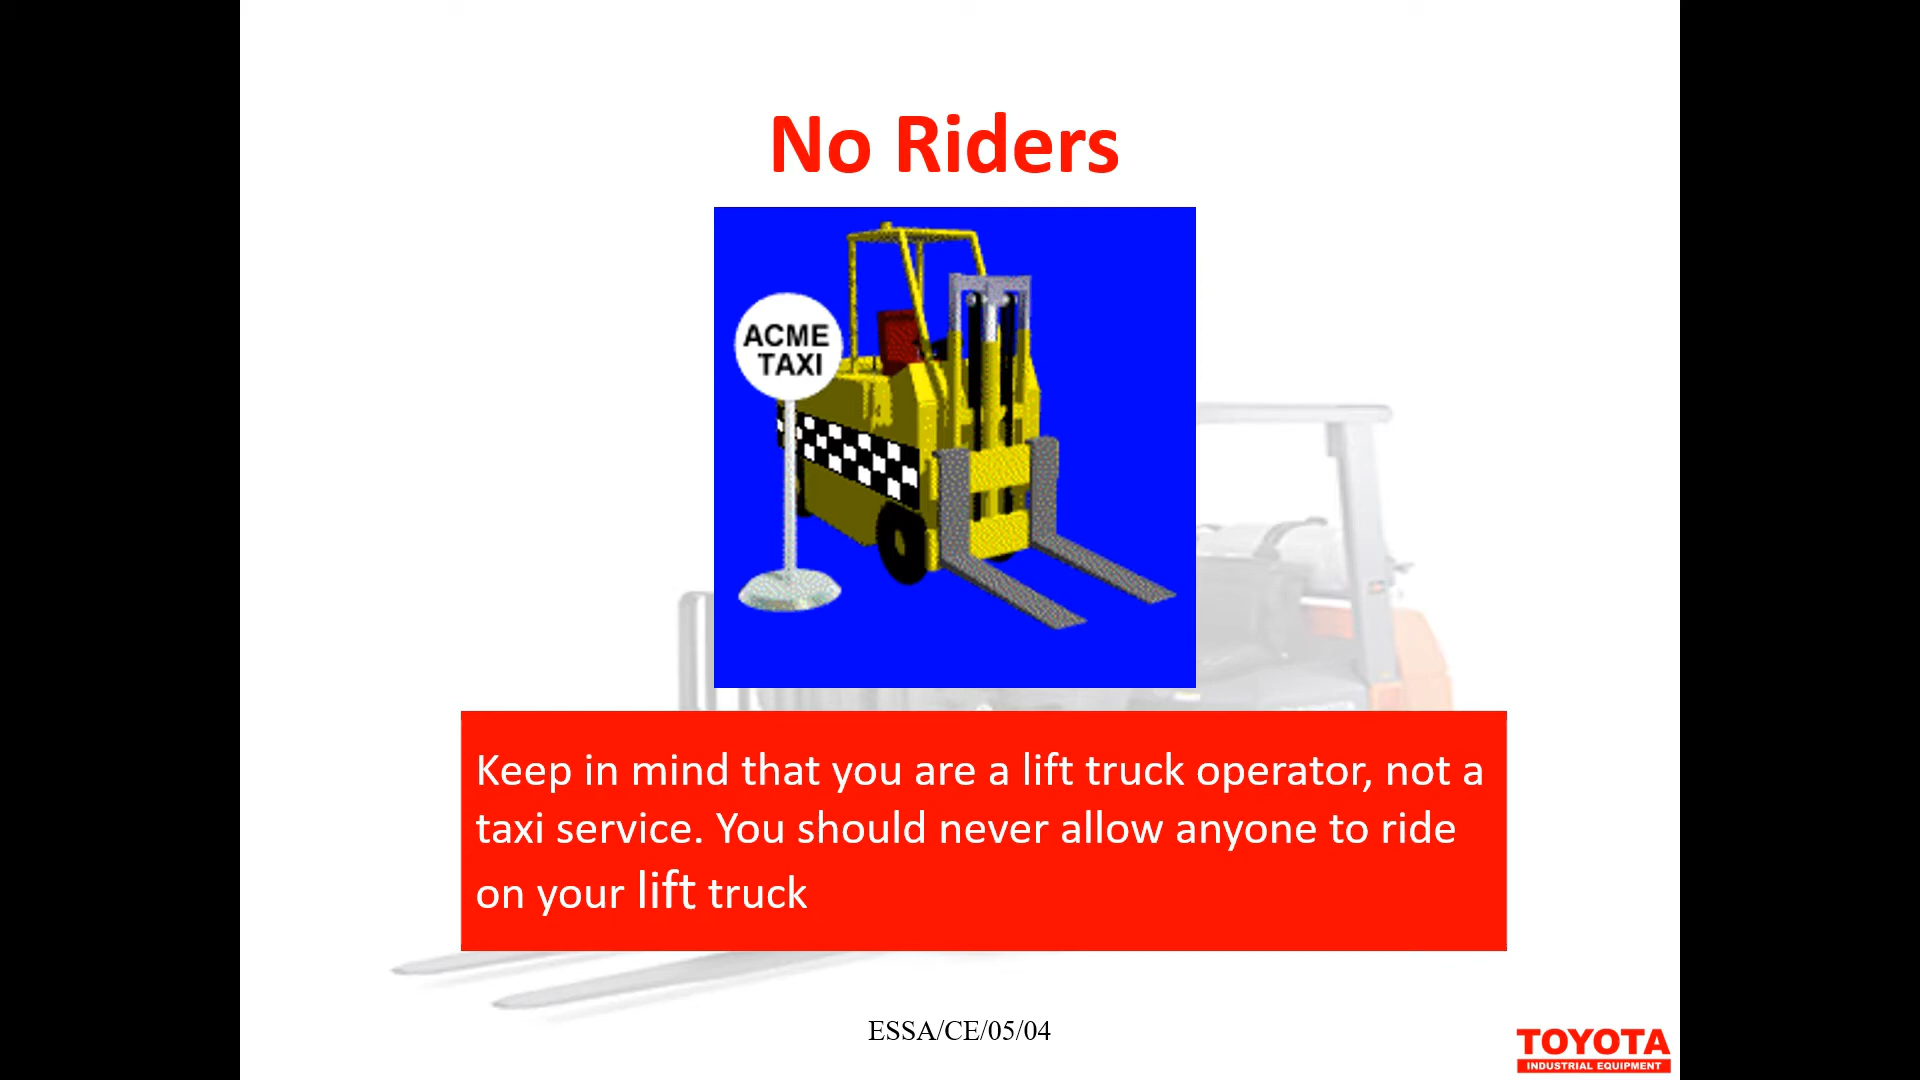 No Riders
ACME
TAXI
Keep in mind that you are a lift truck operator, not a
taxi service. You should never allow anyone to ride
on your lift truck
ESSA/CE/05/04
TOYOTA
INDUSTRIAL EQUIPMENT